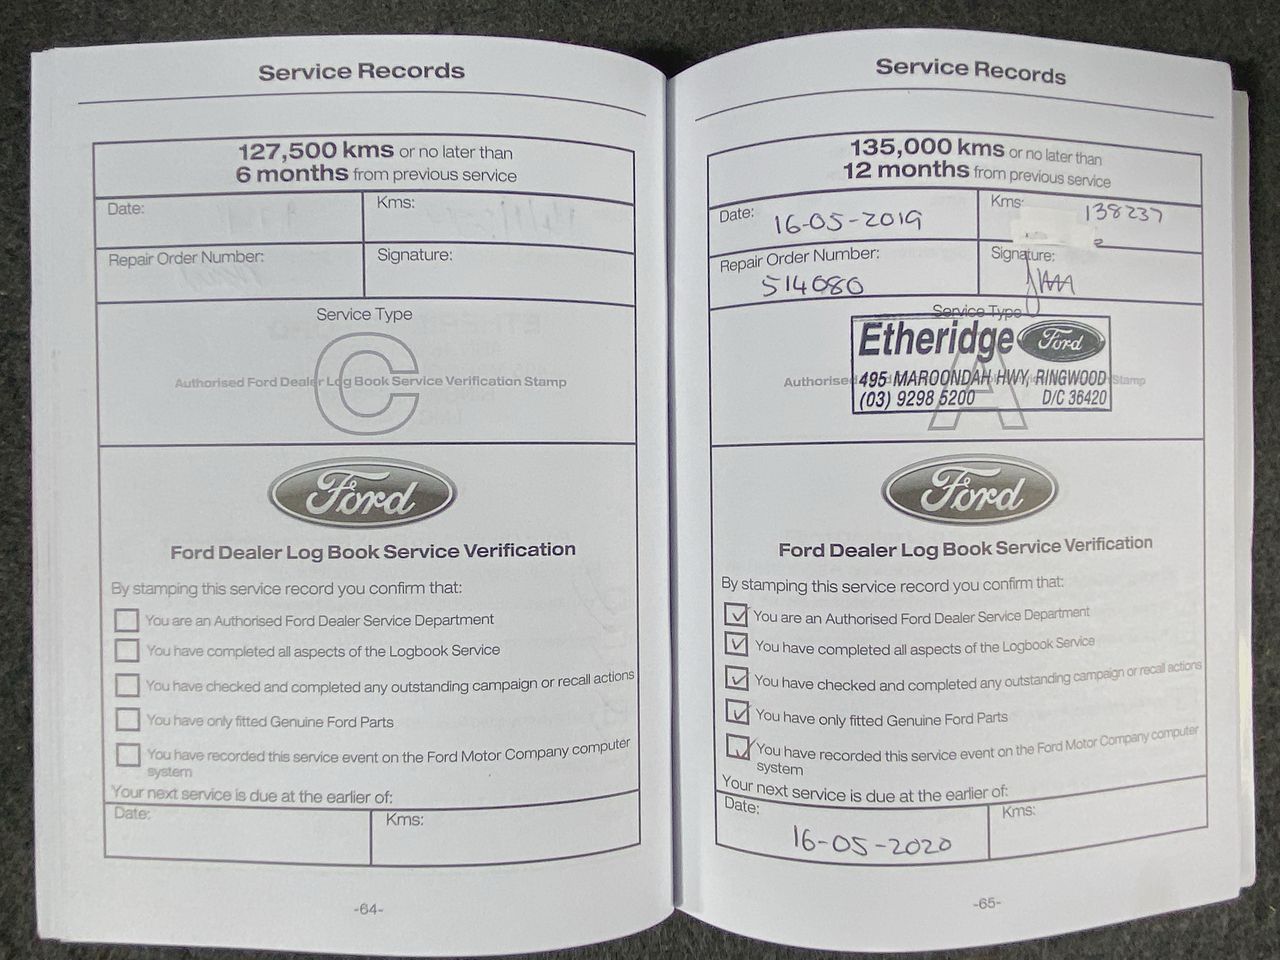 Service Records
127,500 kms or no later than
6 months from previous service
Date:
Kms:
Repair Order Number:
Signature:
Service Type
C
Authorised Ford Dealer Log Book Service Verification Stamp
Ford
Ford Dealer Log Book Service Verification
By stamping this service record you confirm that:
You are an Authorised Ford Dealer Service Department
You have completed all aspects of the Logbook Service
You have checked and completed any outstanding campaign or recall actions
You have only fitted Genuine Ford Parts
You have recorded this service event on the Ford Motor Company computer
system
Your next service is due at the earlier of:
Date:
Kms:
-64-
Service Records
135,000 kms or no later than
12 months from previous service
Date: 16-05-2019
Kms: 138237
Repair Order Number:
514080
Signature:
Service Type
Etheridge Ford
A
Authorised Stamp
495 MAROONDAH HWY, RINGWOOD
(03) 9298 5200 D/C 36420
Ford
Ford Dealer Log Book Service Verification
By stamping this service record you confirm that:
You are an Authorised Ford Dealer Service Department
You have completed all aspects of the Logbook Service
You have checked and completed any outstanding campaign or recall actions
You have only fitted Genuine Ford Parts
You have recorded this service event on the Ford Motor Company computer
system
Your next service is due at the earlier of:
Date:
16-05-2020
Kms:
-65-